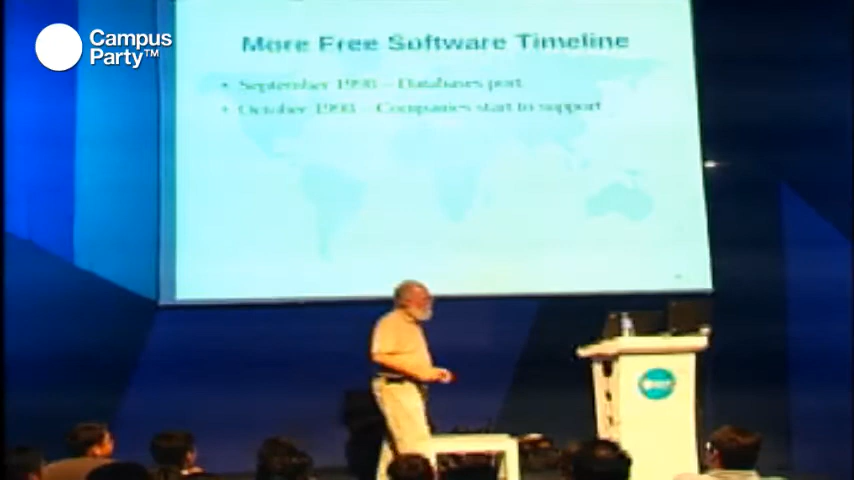 Campus
Party™
More Free Software Timeline
• September 1998 – Databases port
• October 1998 – Companies start to support